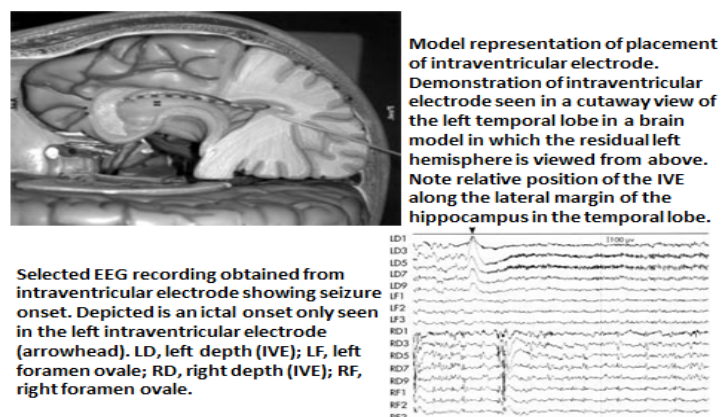 Model representation of placement
of intraventricular electrode.
Demonstration of intraventricular
electrode seen in a cutaway view of
the left temporal lobe in a brain
model in which the residual left
hemisphere is viewed from above.
Note relative position of the IVE
along the lateral margin of the
hippocampus in the temporal lobe.
Selected EEG recording obtained from
intraventricular electrode showing seizure
onset. Depicted is an ictal onset only seen
in the left intraventricular electrode
(arrowhead). LD, left depth (IVE); LF, left
foramen ovale; RD, right depth (IVE); RF,
right foramen ovale.
100 µv
LD1
LD3
LD5
LD7
LD9
LF1
LF2
LF3
RD1
RD3
RD5
RD7
RD9
RF1
RF2